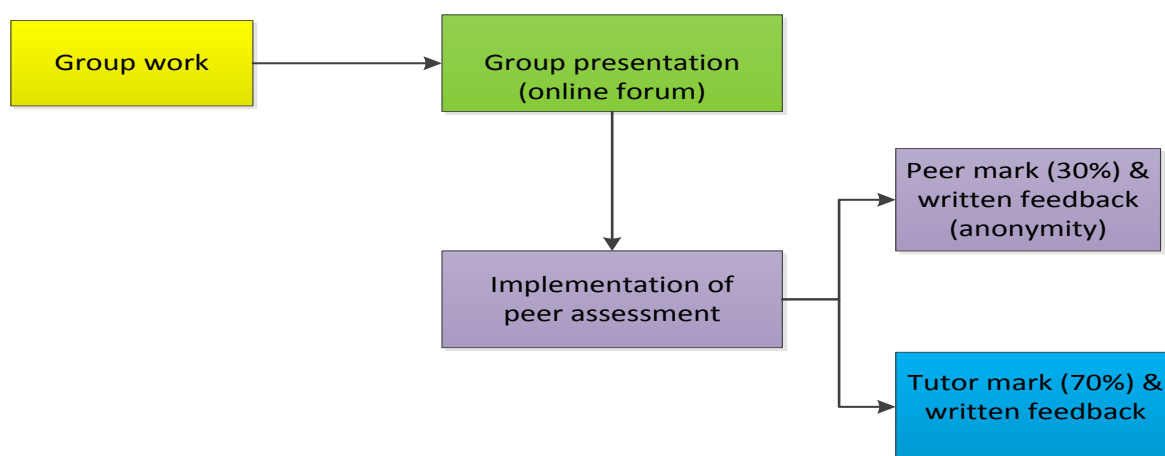 Group work
Group presentation
(online forum)
Peer mark (30%) &
written feedback
(anonymity)
Implementation of
peer assessment
Tutor mark (70%) &
written feedback